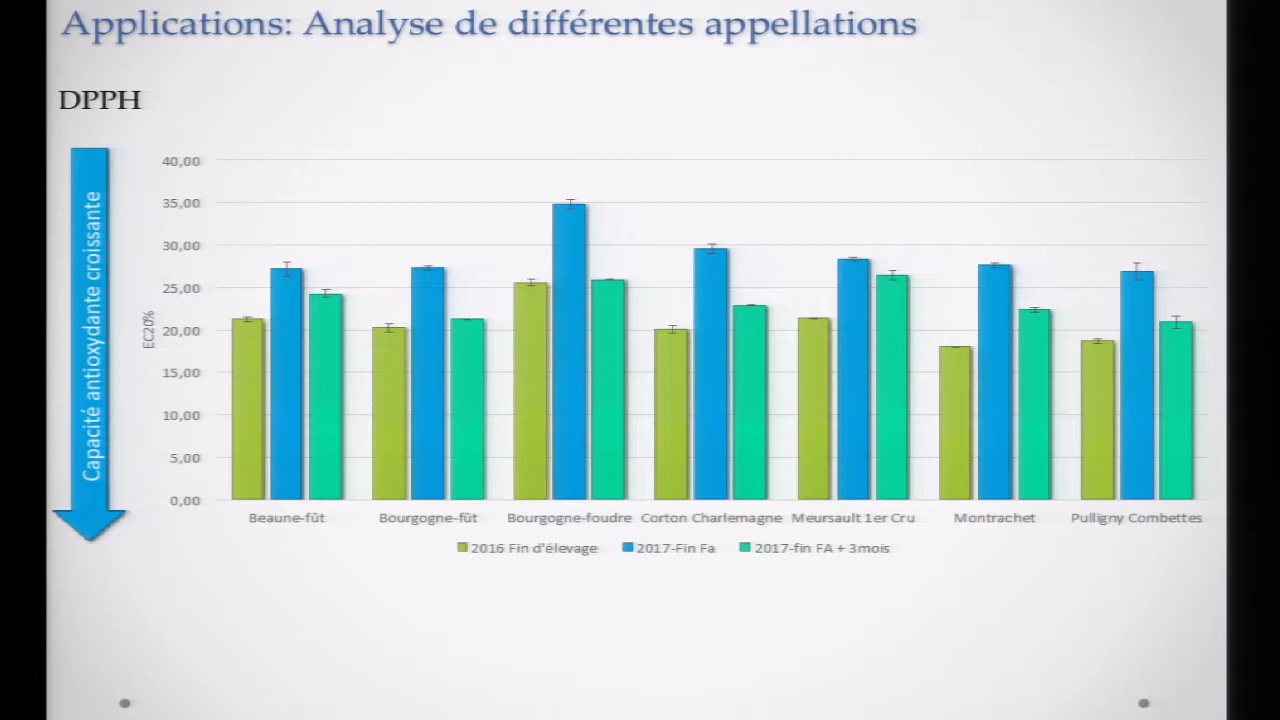 Applications: Analyse de différentes appellations
DPPH
Capacité antioxydante croissante
EC20%
40,00
35,00
30,00
25,00
20,00
15,00
10,00
5,00
0,00
Beaune-fût Bourgogne-fût Bourgogne-foudre Corton Charlemagne Meursault 1er Cru Montrachet Pulligny Combettes
2016 Fin d'élevage 2017-Fin Fa 2017-fin FA + 3mois